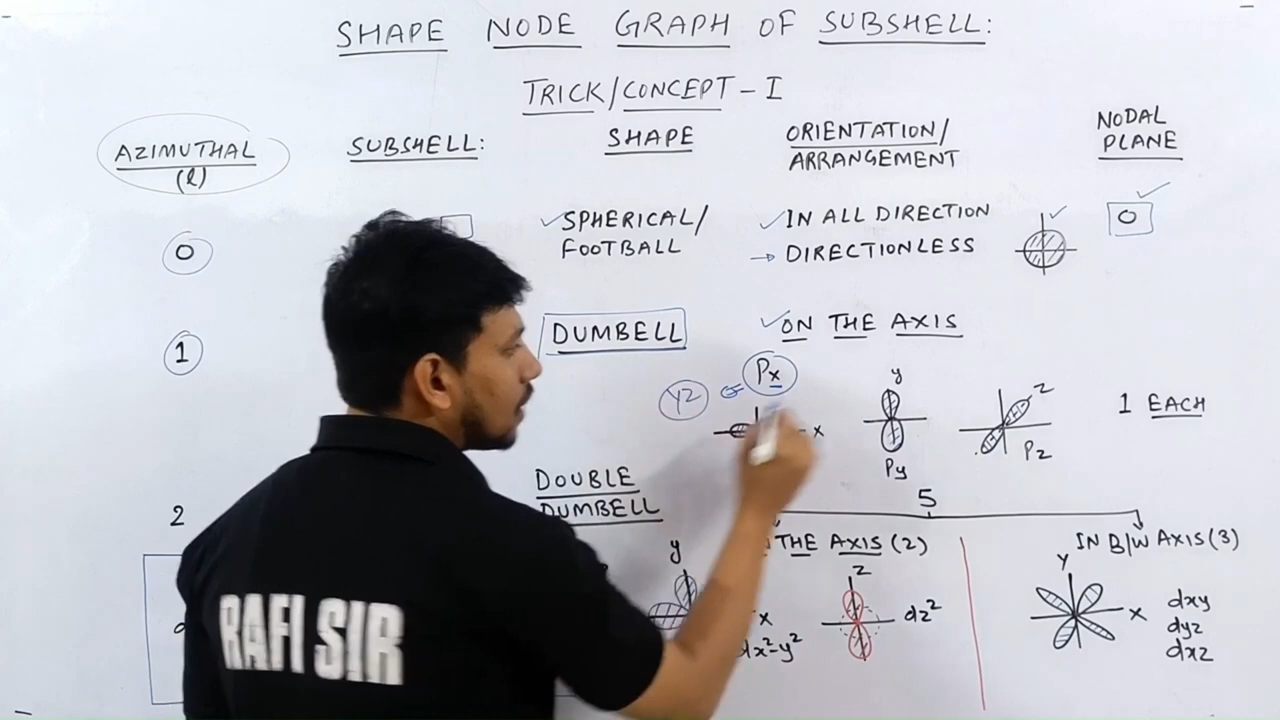 SHAPE NODE GRAPH OF SUBSHELL:
TRICK/CONCEPT-I
AZIMUTHAL
(l)
SUBSHELL:
SHAPE
ORIENTATION/
ARRANGEMENT
NODAL
PLANE
0
SPHERICAL/
FOOTBALL
IN ALL DIRECTION
→ DIRECTIONLESS
0
1
DUMBELL
ON THE AXIS
YZ
Px
x
y
Py
z
Pz
1 EACH
2
DOUBLE
DUMBELL
5
THE AXIS (2)
IN B/W AXIS (3)
y
x
dx²-y²
z
dz²
y
x
dxy
dyz
dxz
RAFI SIR